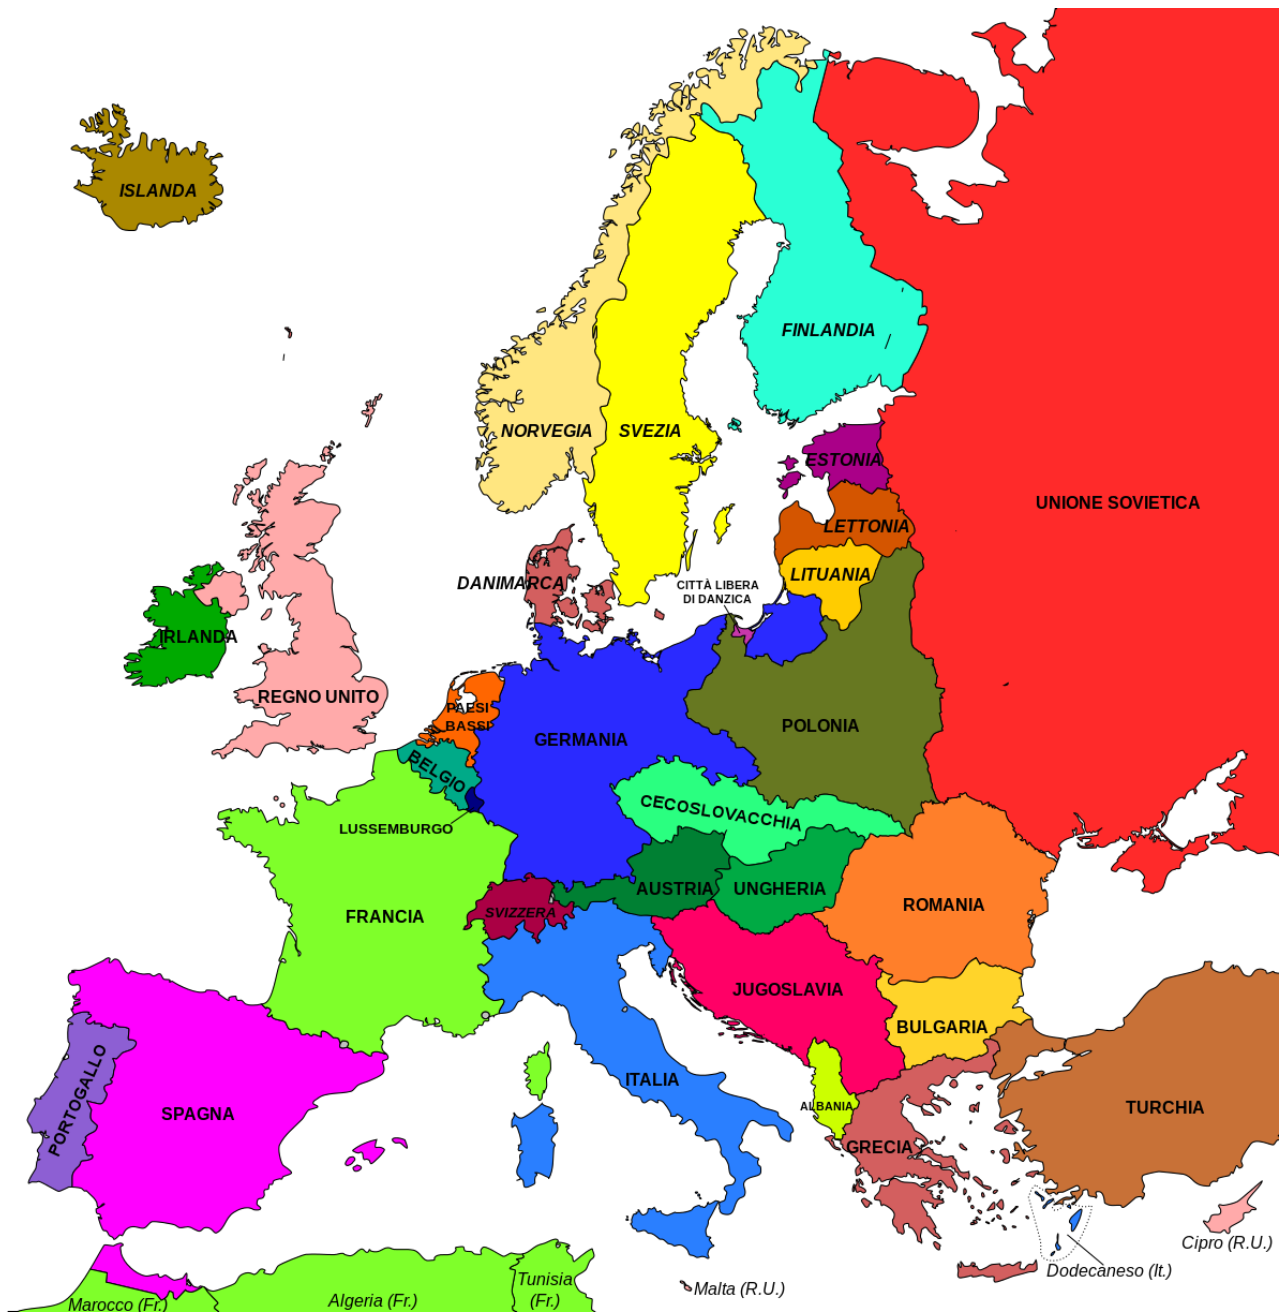 ISLANDA
FINLANDIA
NORVEGIA
SVEZIA
ESTONIA
UNIONE SOVIETICA
LETTONIA
LITUANIA
DANIMARCA
CITTÀ LIBERA
DI DANZICA
IRLANDA
REGNO UNITO
PAESI
BASSI
GERMANIA
POLONIA
BELGIO
CECOSLOVACCHIA
LUSSEMBURGO
AUSTRIA
UNGHERIA
ROMANIA
FRANCIA
SVIZZERA
JUGOSLAVIA
BULGARIA
PORTOGALLO
SPAGNA
ITALIA
ALBANIA
GRECIA
TURCHIA
Cipro (R.U.)
Dodecaneso (It.)
Malta (R.U.)
Tunisia
(Fr.)
Algeria (Fr.)
Marocco (Fr.)